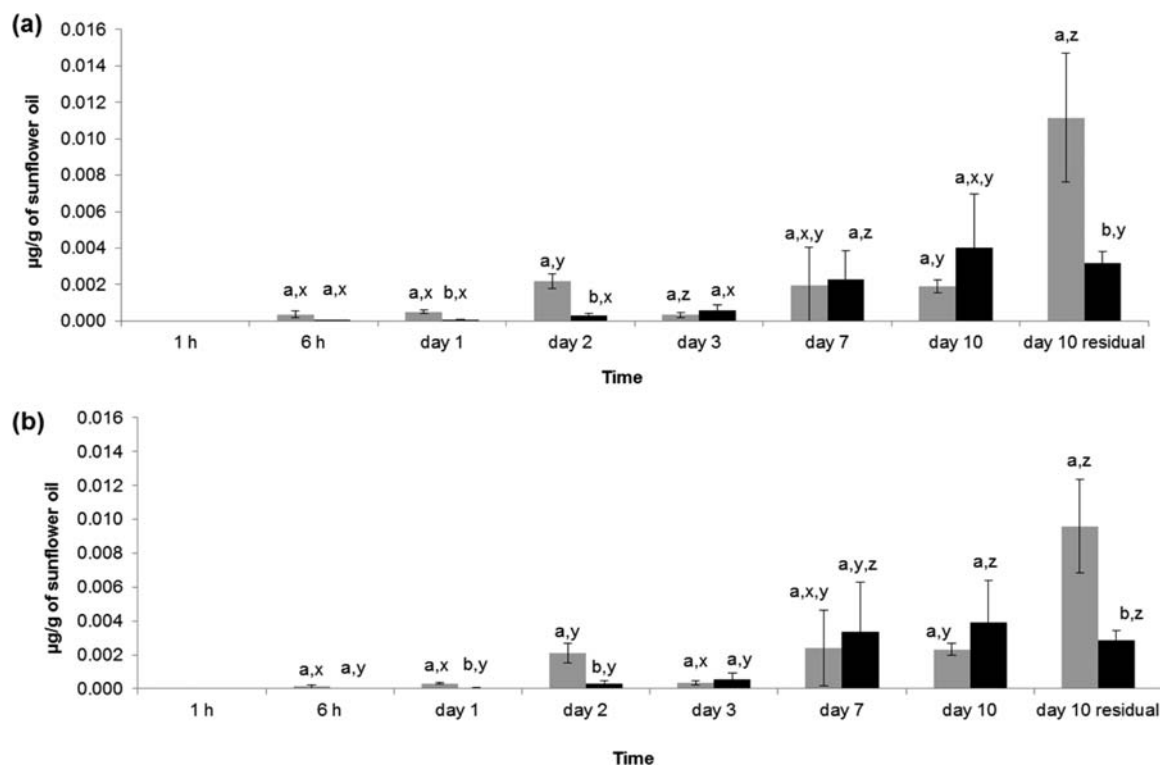 (a)
0.016
0.014
0.012
0.010
0.008
0.006
0.004
0.002
0.000
µg/g of sunflower oil
a,x a,x
a,x b,x
a,y
b,x
a,z a,x
a,x,y a,z
a,y
a,x,y
a,z
b,y
1 h 6 h day 1 day 2 day 3 day 7 day 10 day 10 residual
Time
(b)
0.016
0.014
0.012
0.010
0.008
0.006
0.004
0.002
0.000
µg/g of sunflower oil
a,x a,y
a,x b,y
a,y
b,y
a,x a,y
a,x,y
a,y,z
a,y
a,z
a,z
b,z
1 h 6 h day 1 day 2 day 3 day 7 day 10 day 10 residual
Time